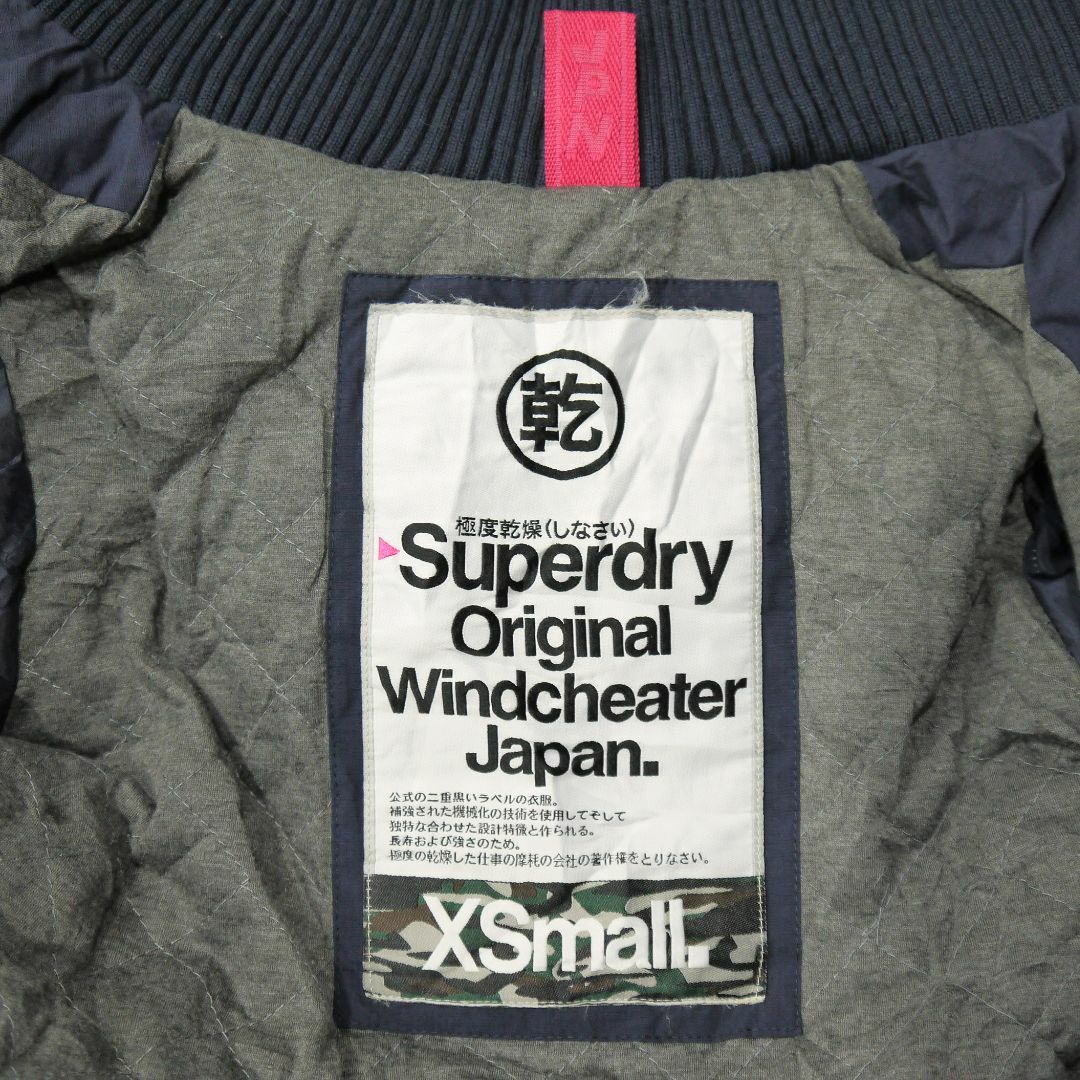 JPN
乾
極度乾燥(しなさい)
Superdry
Original
Windcheater
Japan.
公式の二重黒いラベルの衣服。
補強された機械化の技術を使用してそして
独特な合わせた設計特徴と作られる。
長寿および強さのため。
極度の乾燥した仕事の摩耗の会社の著作権をとりなさい。
XSmall.